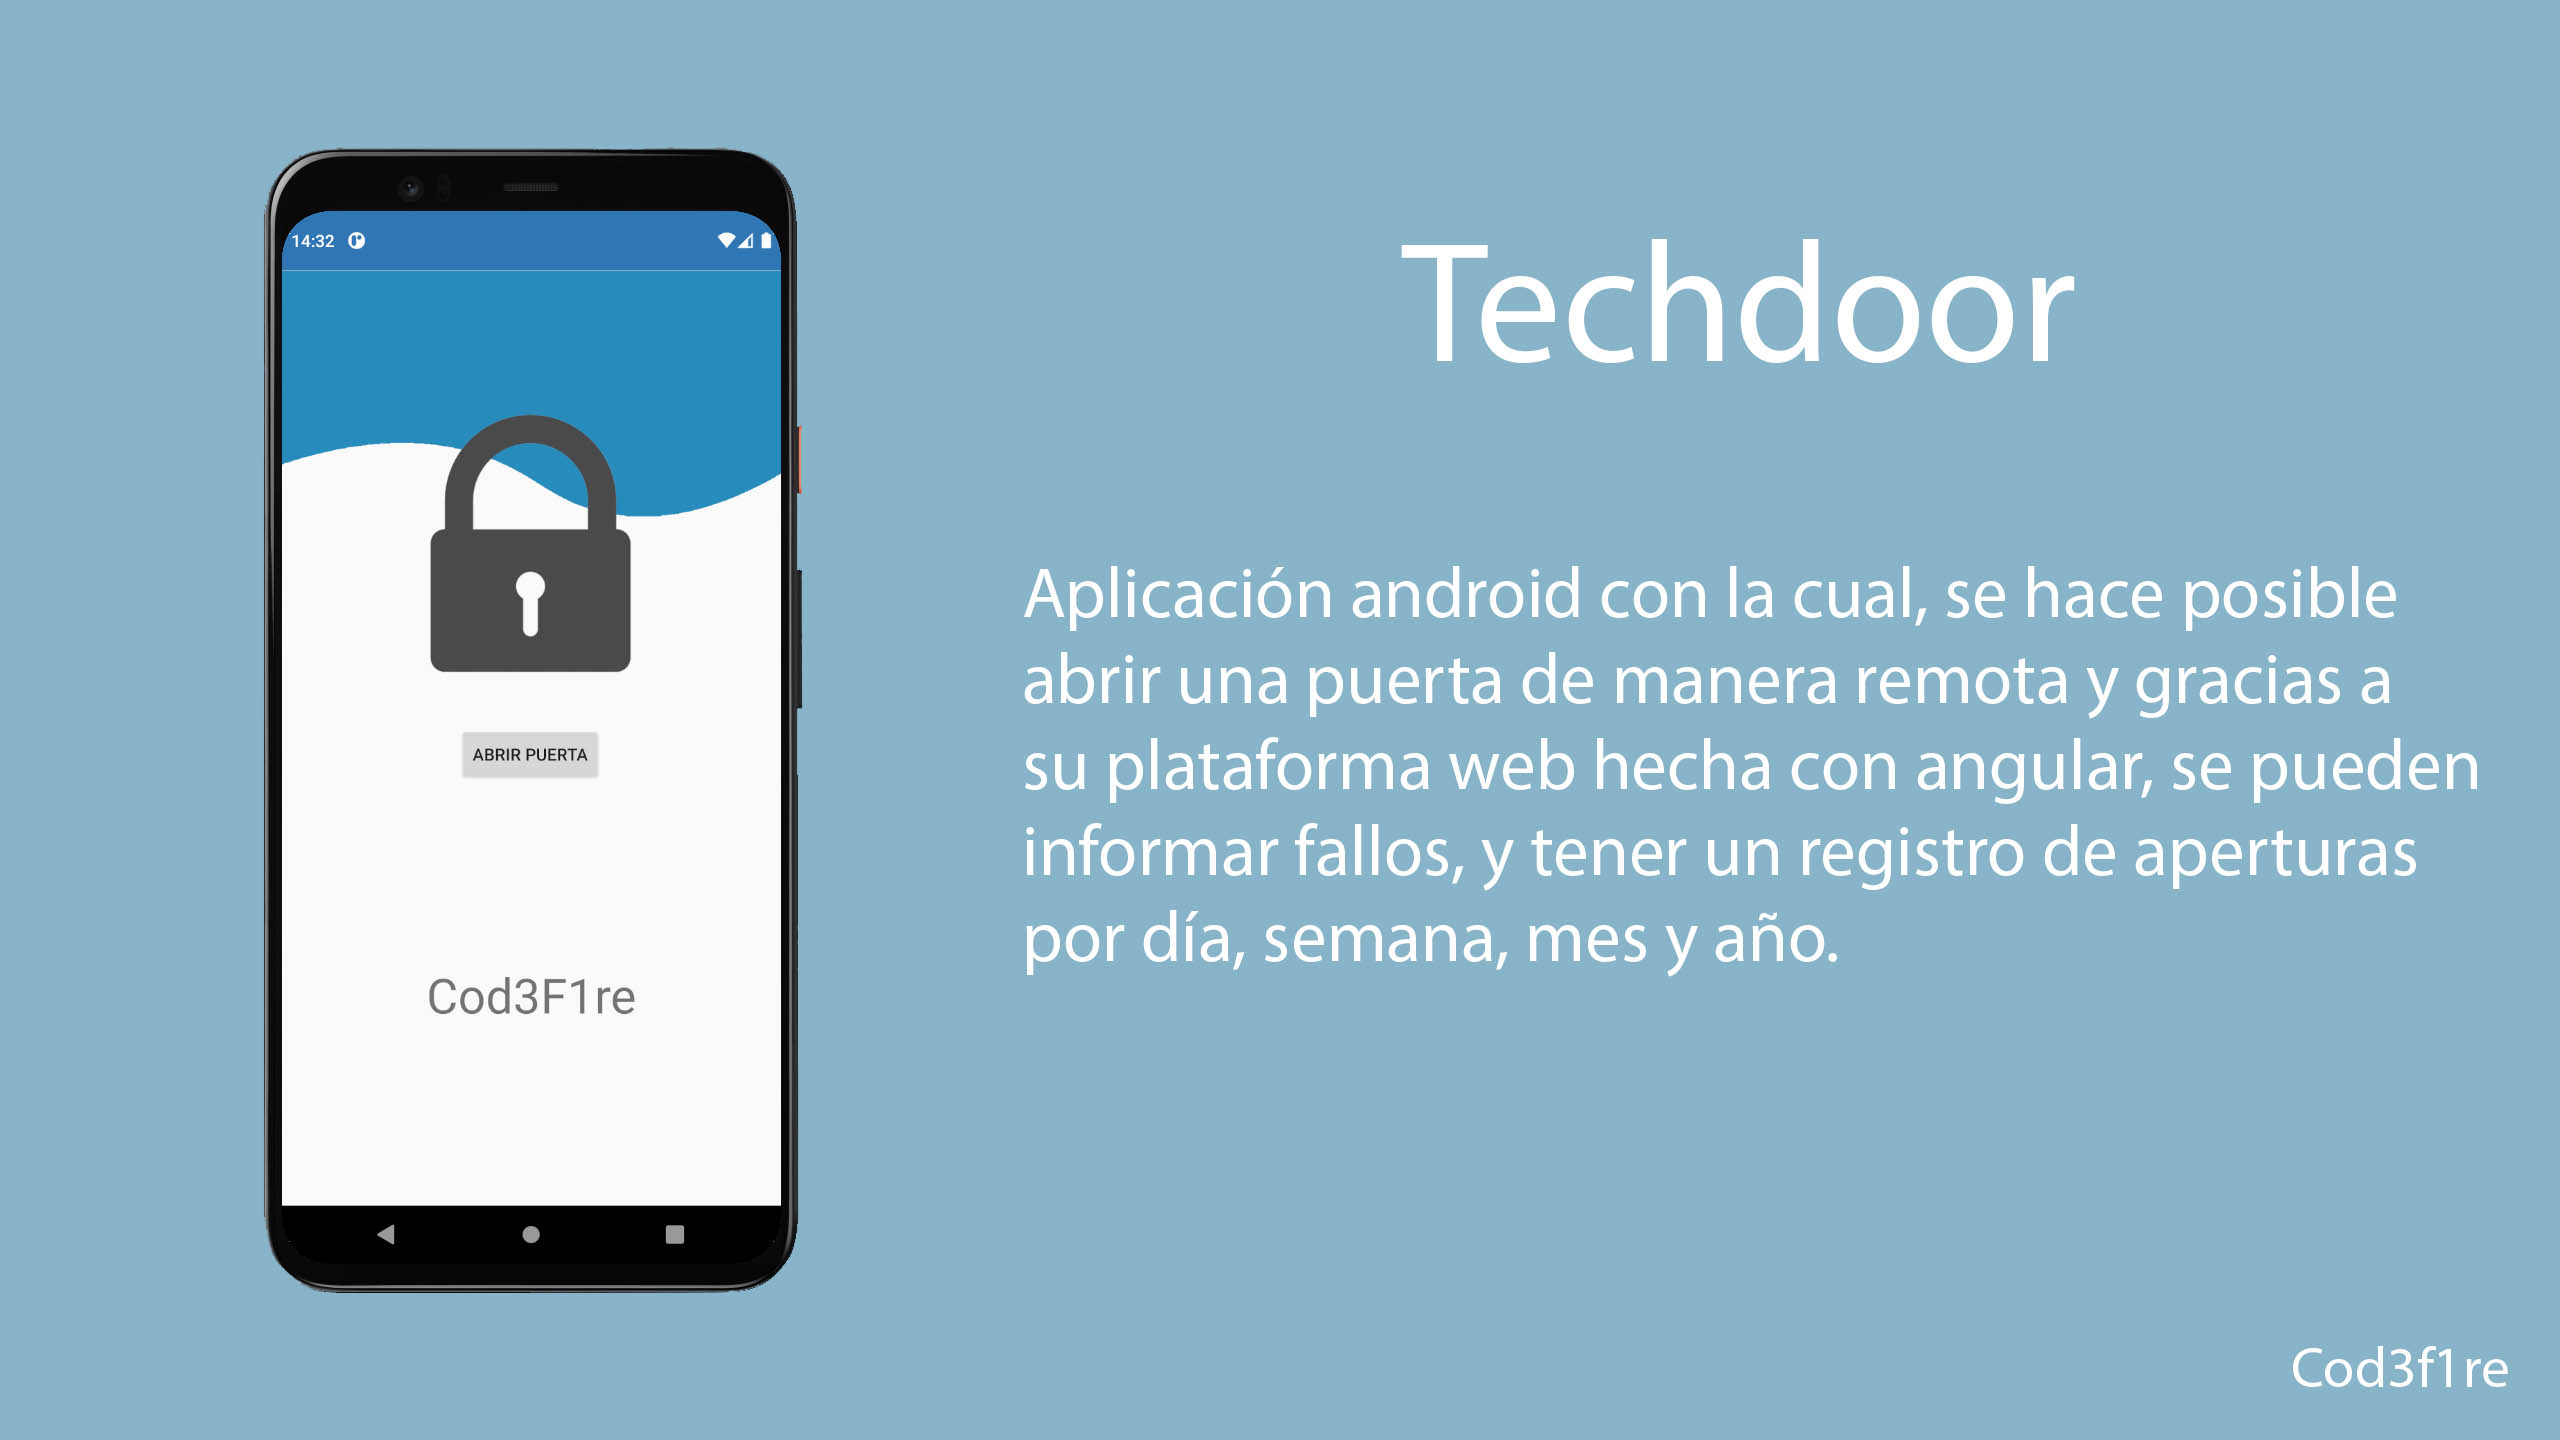 14:32
ABRIR PUERTA
Cod3F1re
Techdoor
Aplicación android con la cual, se hace posible
abrir una puerta de manera remota y gracias a
su plataforma web hecha con angular, se pueden
informar fallos, y tener un registro de aperturas
por día, semana, mes y año.
Cod3f1re